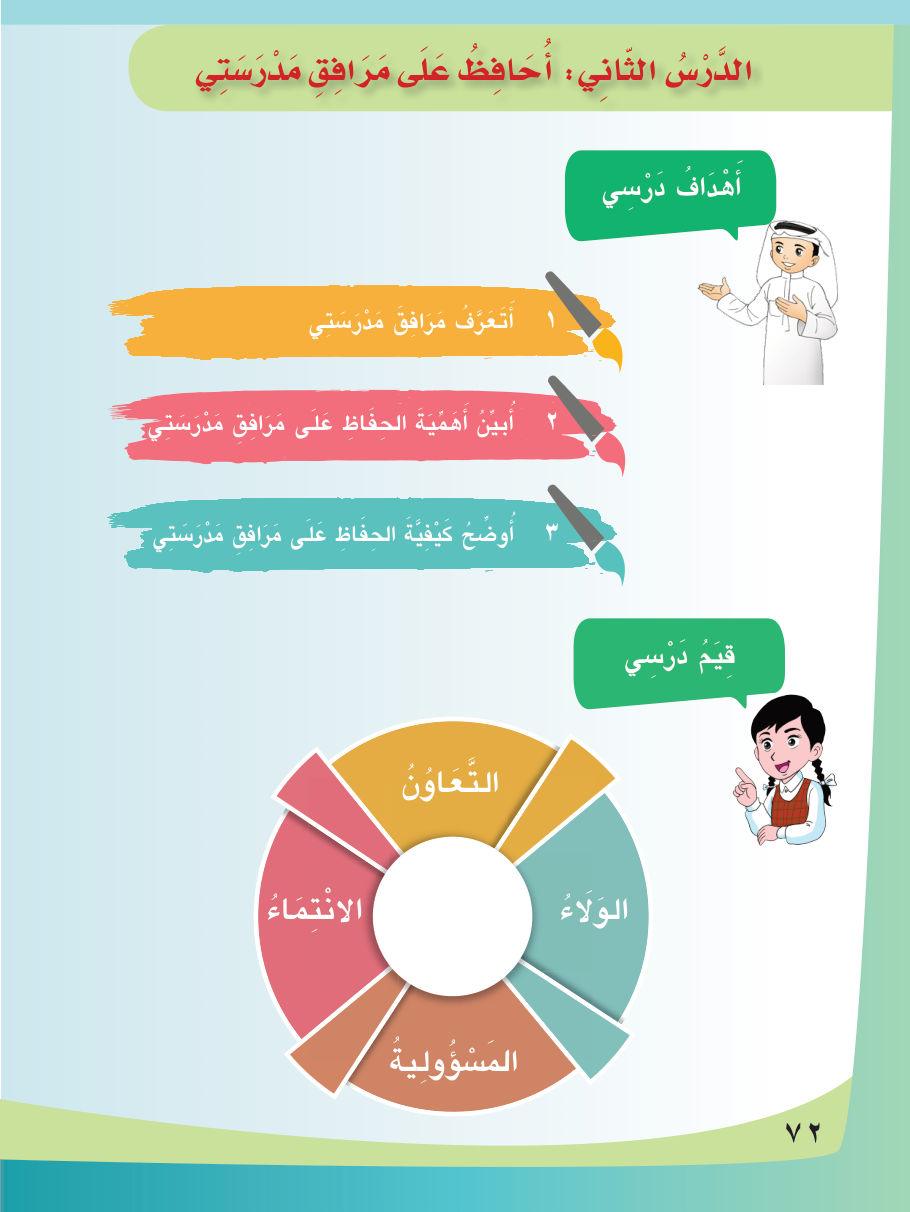 الدَّرْسُ الثّانِي: أُحَافِظُ عَلَى مَرَافِقِ مَدْرَسَتِي
أَهْدَافُ دَرْسِي
١ أَتَعَرَّفُ مَرَافِقَ مَدْرَسَتِي
٢ أُبيِّنُ أَهَمِّيَةَ الحِفَاظِ عَلَى مَرَافِقِ مَدْرَسَتِي
٣ أُوضِّحُ كَيْفِيَّةَ الحِفَاظِ عَلَى مَرَافِقِ مَدْرَسَتِي
قِيَمُ دَرْسِي
التَّعَاوُنُ
الوَلَاءُ
الانْتِمَاءُ
المَسْؤُولِيةُ
٧٢